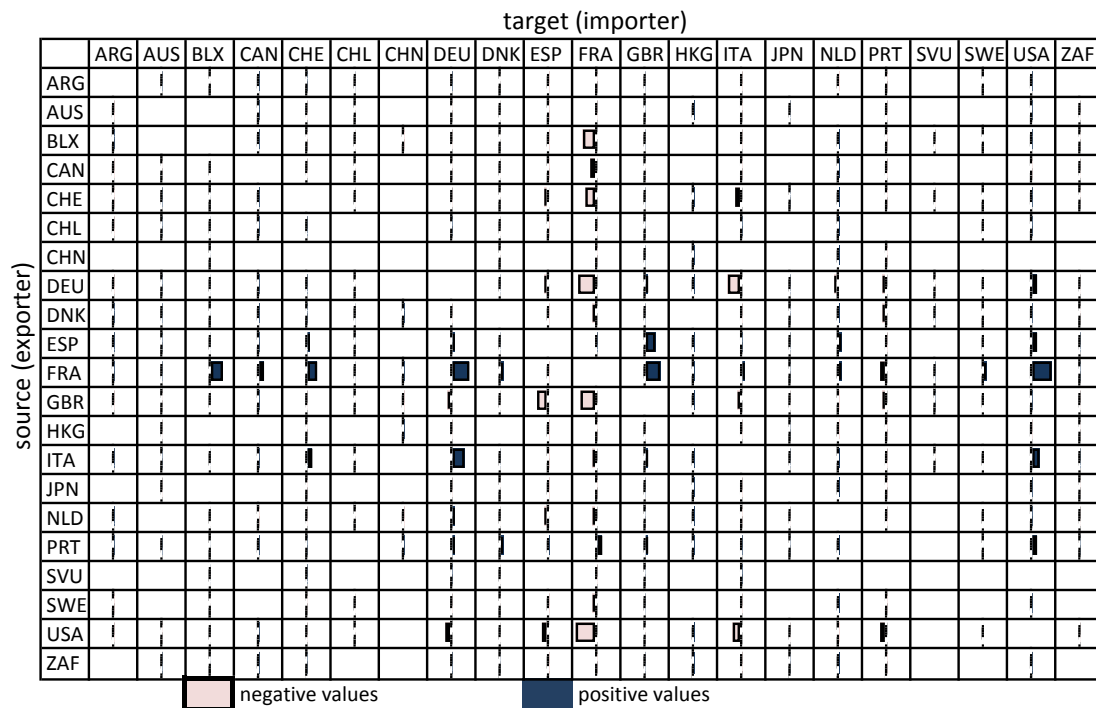 target (importer)
ARG AUS BLX CAN CHE CHL CHN DEU DNK ESP FRA GBR HKG ITA JPN NLD PRT SVU SWE USA ZAF
source (exporter)
ARG
AUS
BLX
CAN
CHE
CHL
CHN
DEU
DNK
ESP
FRA
GBR
HKG
ITA
JPN
NLD
PRT
SVU
SWE
USA
ZAF
negative values positive values